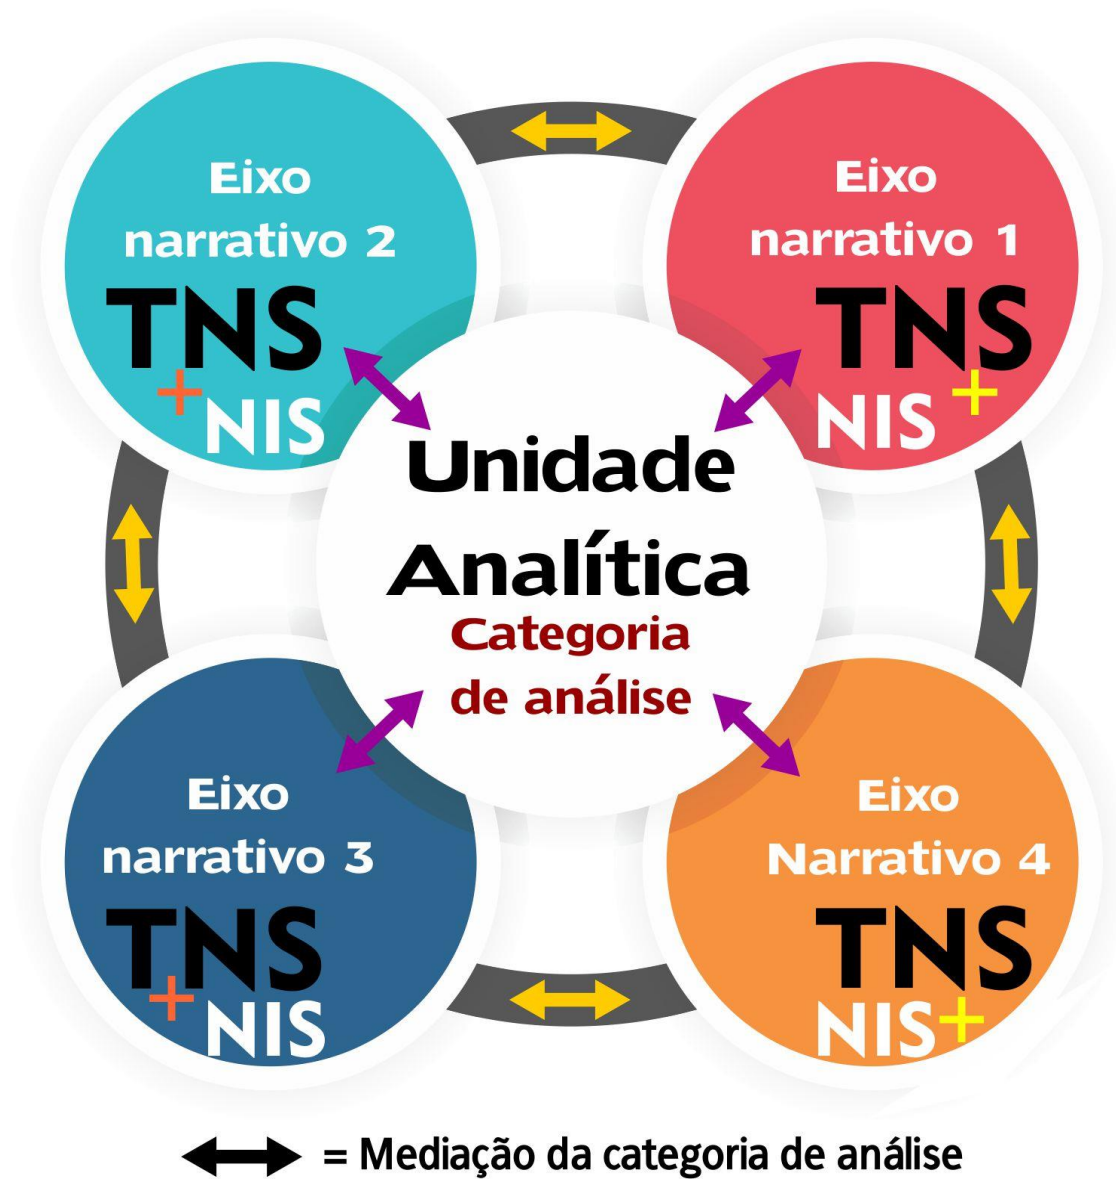 Eixo
narrativo 2
TNS
+NIS
Eixo
narrativo 1
TNS
NIS+
Unidade
Analítica
Categoria
de análise
Eixo
narrativo 3
TNS
+NIS
Eixo
Narrativo 4
TNS
NIS+
= Mediação da categoria de análise